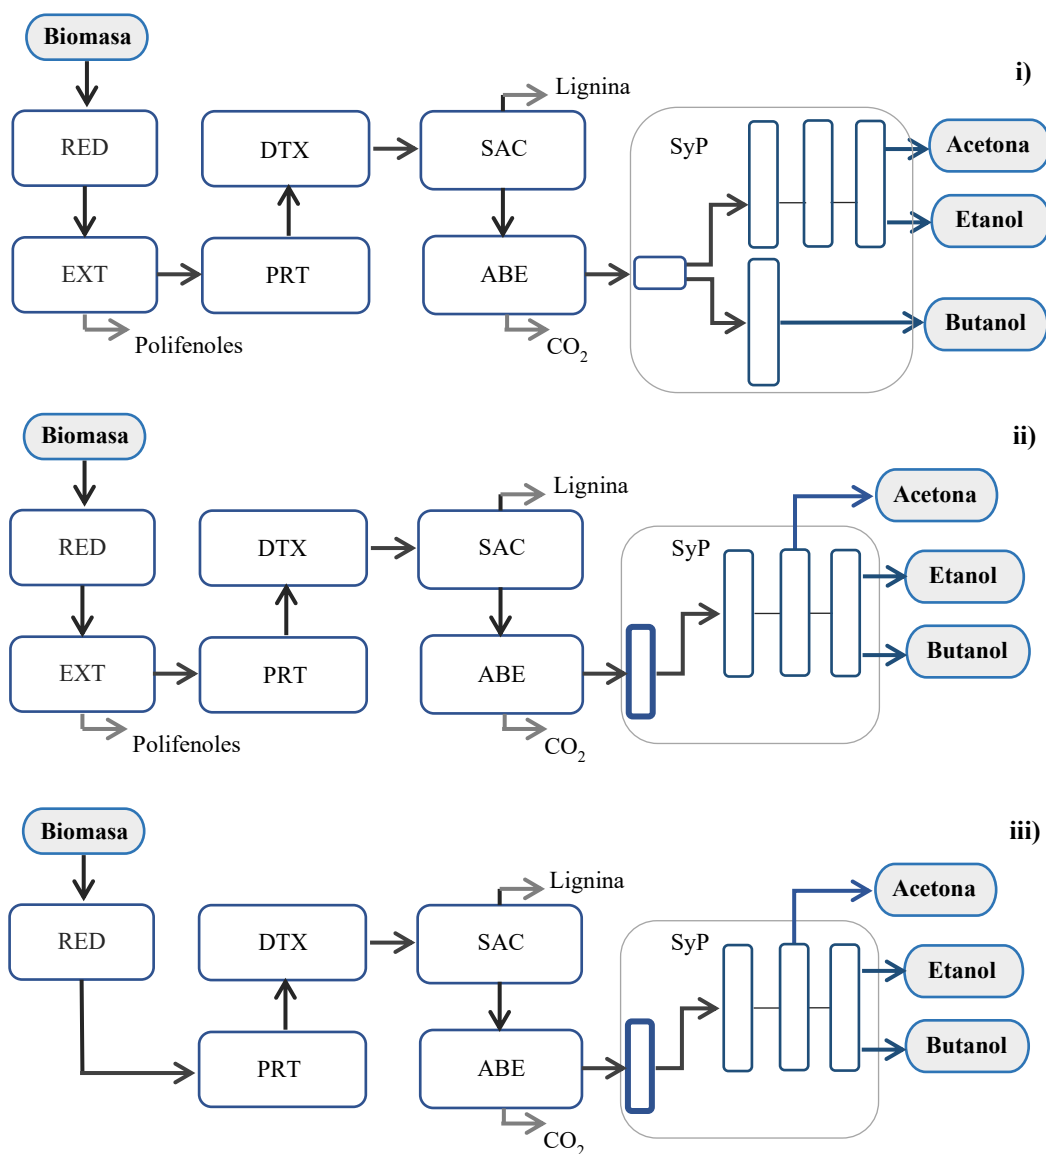 Biomasa
i)
Lignina
RED
DTX
SAC
SyP
Acetona
Etanol
EXT
PRT
ABE
Butanol
Polifenoles
CO2
Biomasa
ii)
Lignina
Acetona
RED
DTX
SAC
SyP
Etanol
EXT
PRT
ABE
Butanol
Polifenoles
CO2
Biomasa
iii)
Lignina
Acetona
RED
DTX
SAC
SyP
Etanol
PRT
ABE
Butanol
CO2